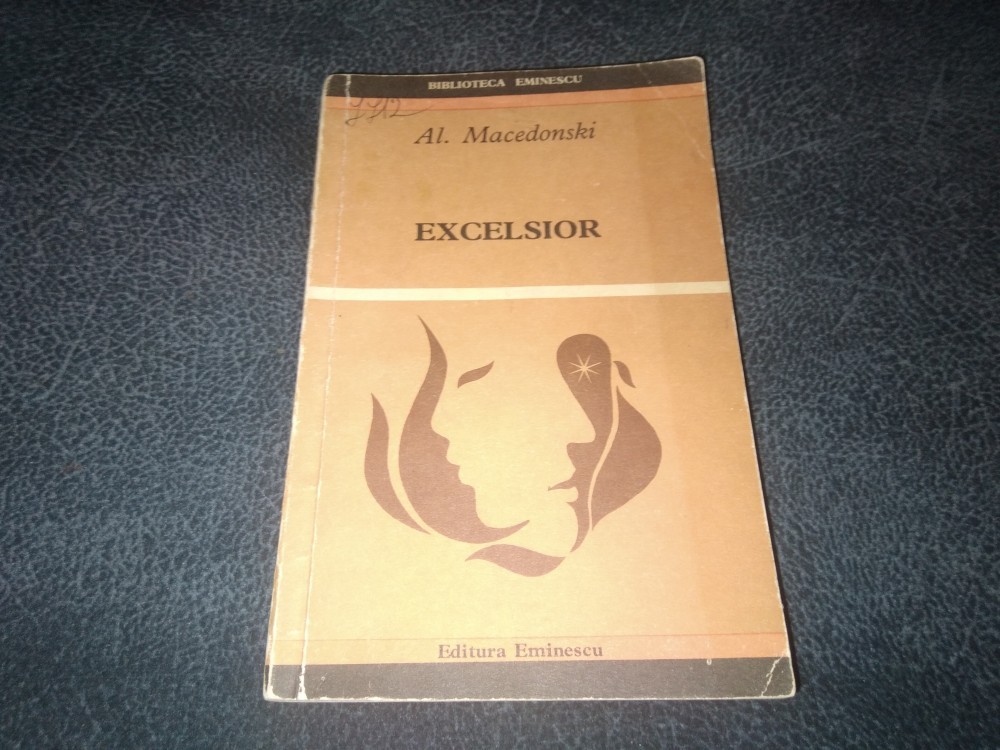 BIBLIOTECA EMINESCU
Al. Macedonski
EXCELSIOR
Editura Eminescu